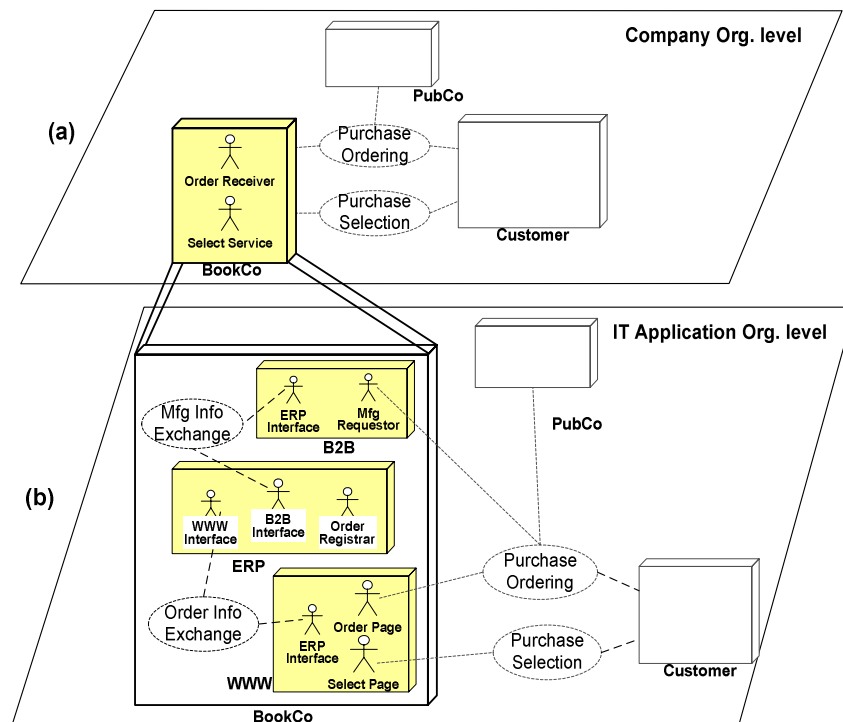 Company Org. level
PubCo
(a)
Purchase
Ordering
Order Receiver
Purchase
Selection
Select Service
Customer
BookCo
IT Application Org. level
ERP
Interface
Mfg
Requestor
Mfg Info
Exchange
B2B
PubCo
(b)
WWW
Interface
B2B
Interface
Order
Registrar
ERP
Purchase
Ordering
Order Info
Exchange
Order Page
ERP
Interface
Purchase
Selection
Customer
WWW
Select Page
BookCo